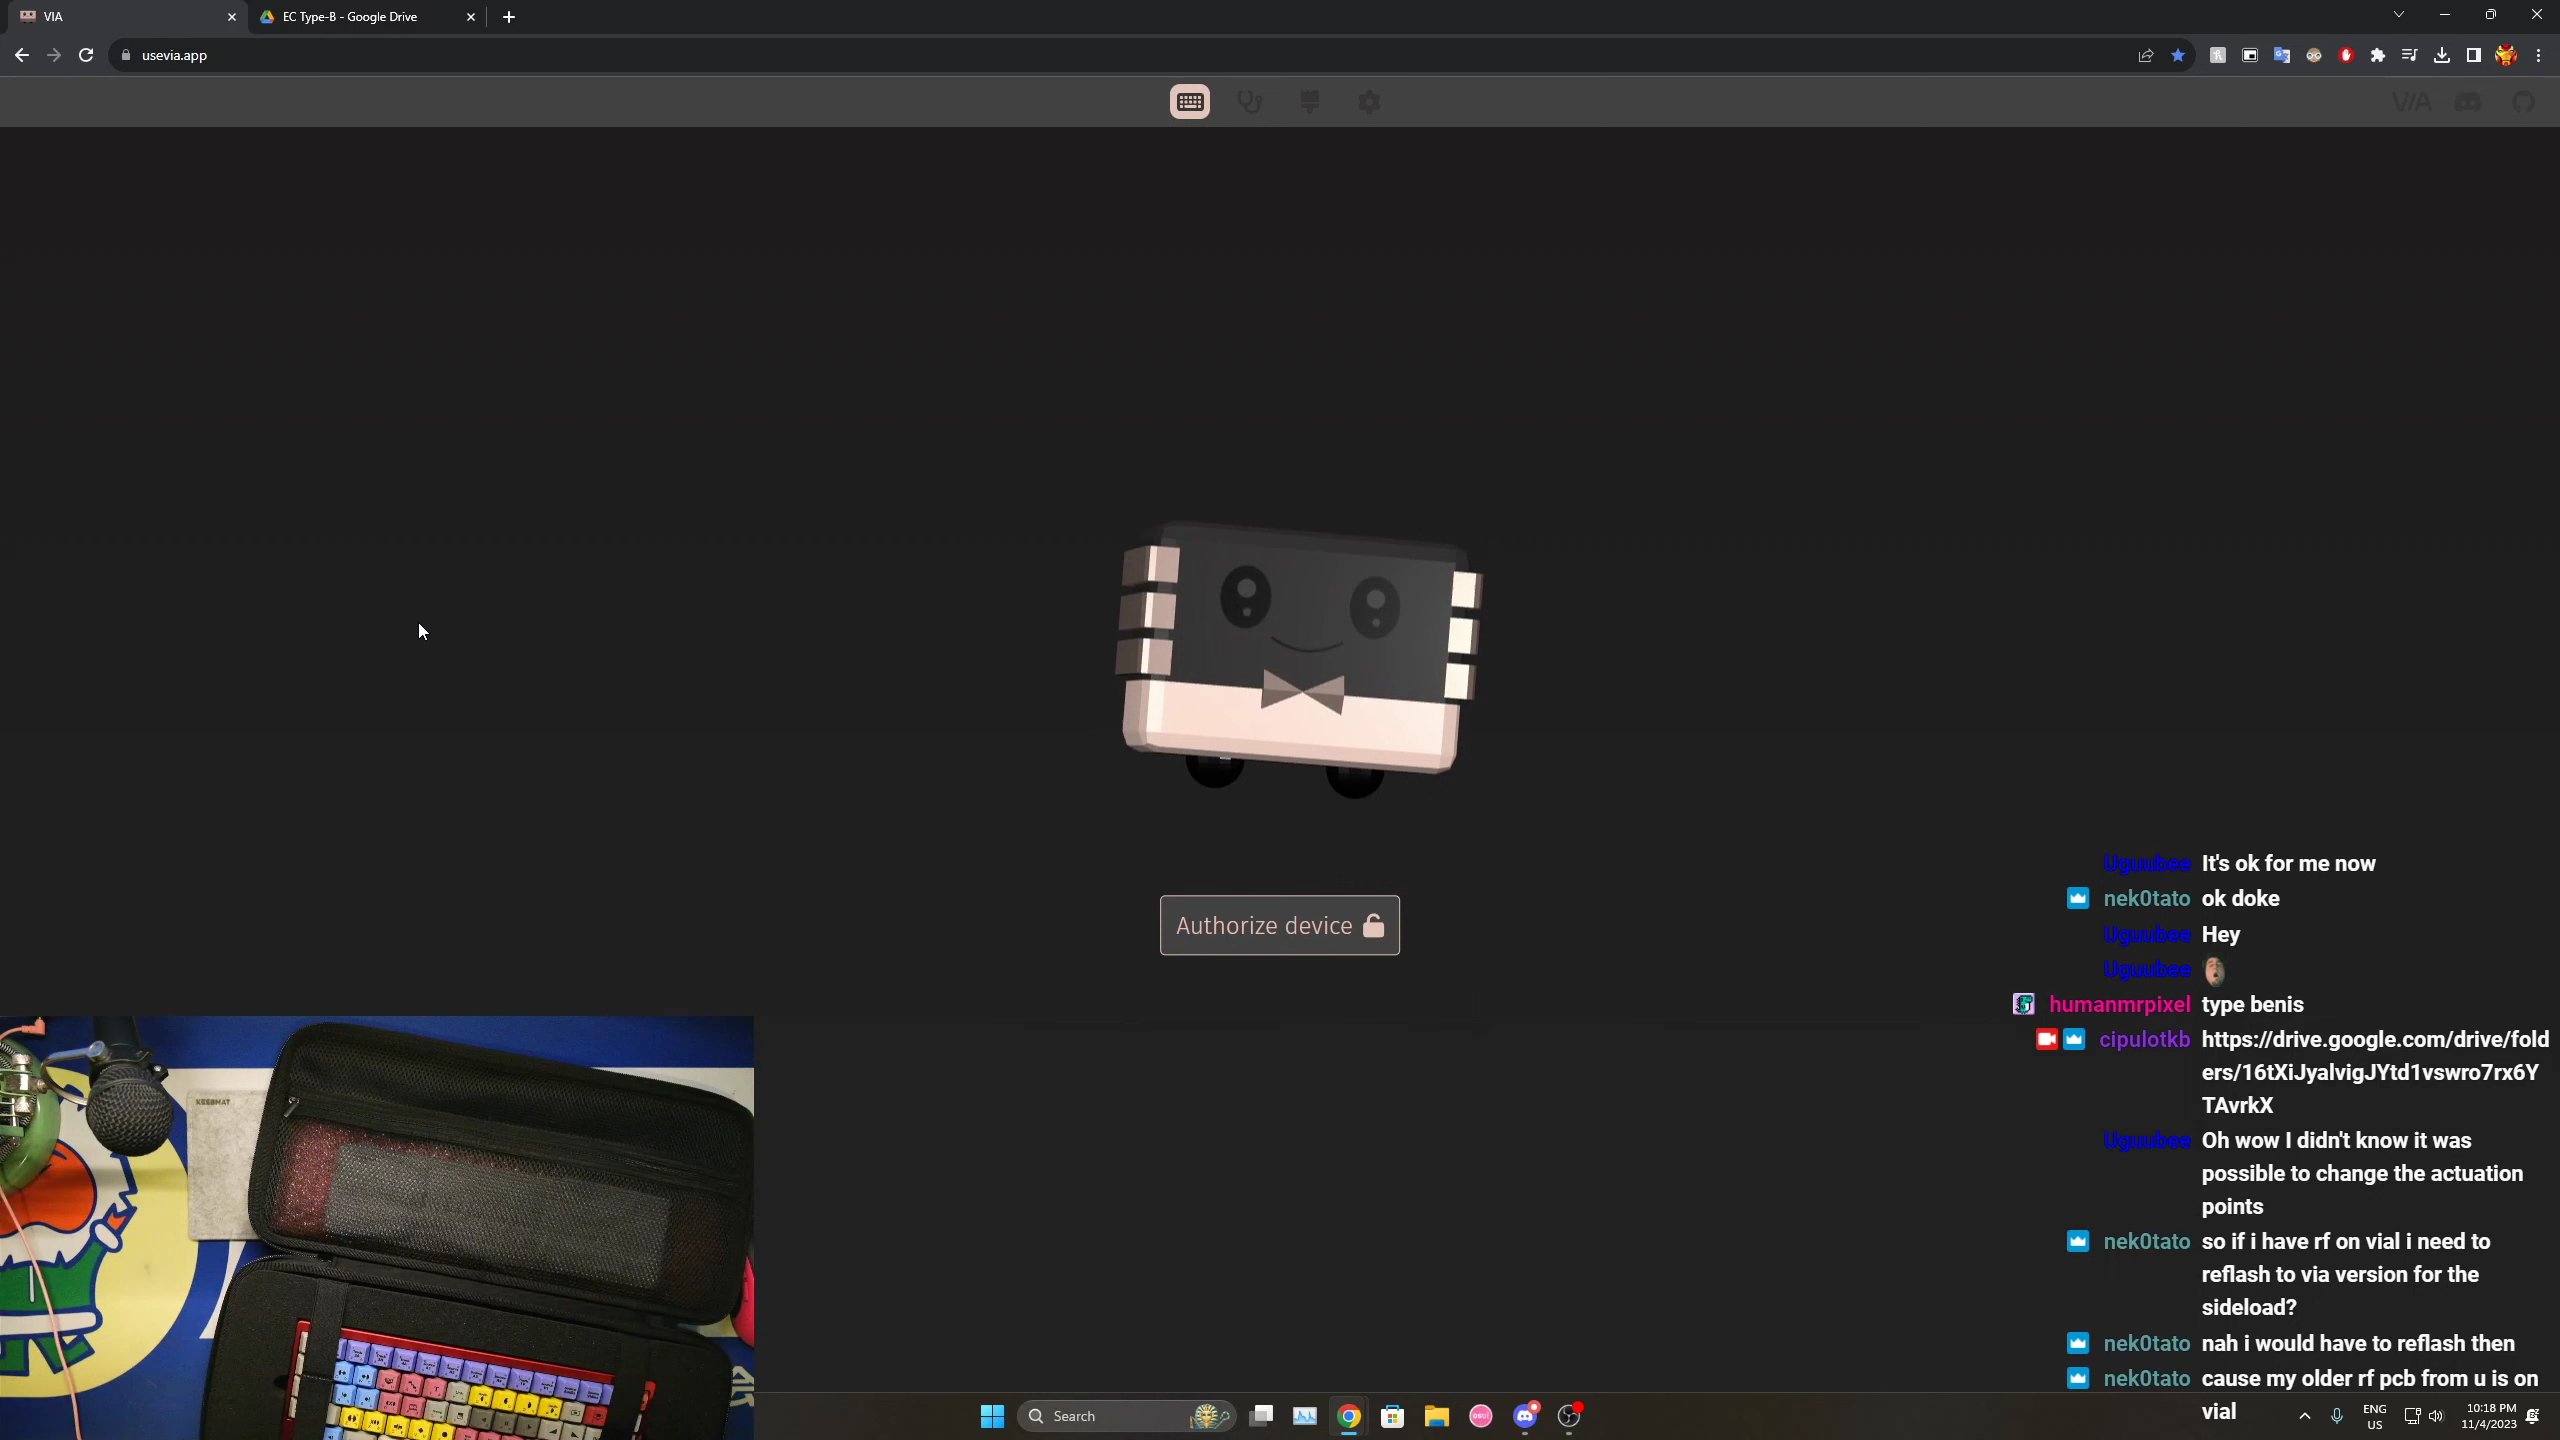 VIA
EC Type-B - Google Drive
usevia.app
VIA
Authorize device
Uguubee It's ok for me now
nek0tato ok doke
Uguubee Hey
Uguubee
humanmrpixel type benis
cipulotkb https://drive.google.com/drive/fold
ers/16tXiJyalvigJYtd1vswro7rx6Y
TAvrkX
Uguubee Oh wow I didn't know it was
possible to change the actuation
points
nek0tato so if i have rf on vial i need to
reflash to via version for the
sideload?
nek0tato nah i would have to reflash then
nek0tato cause my older rf pcb from u is on
vial
KEEBMAT
Search
osu!
ENG
US
10:18 PM
11/4/2023